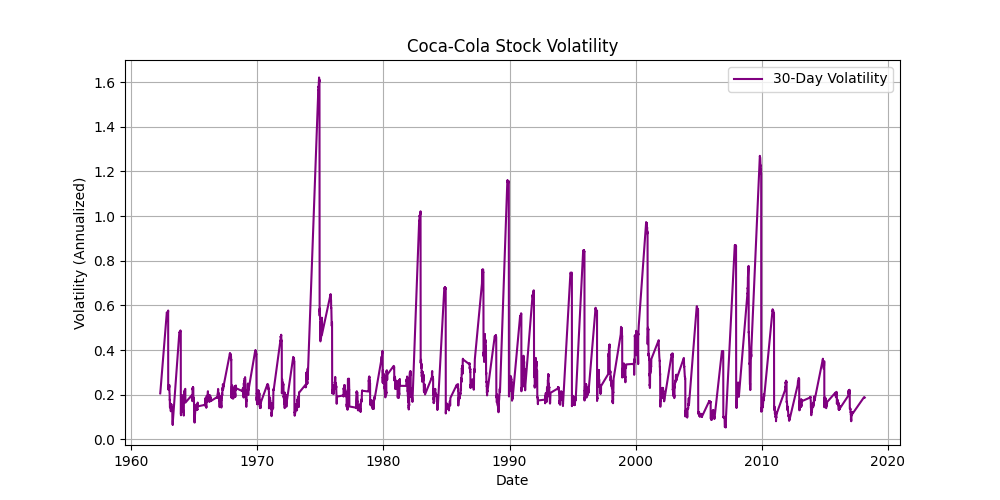 Coca-Cola Stock Volatility
30-Day Volatility
Volatility (Annualized)
1.6
1.4
1.2
1.0
0.8
0.6
0.4
0.2
0.0
1960 1970 1980 1990 2000 2010 2020
Date